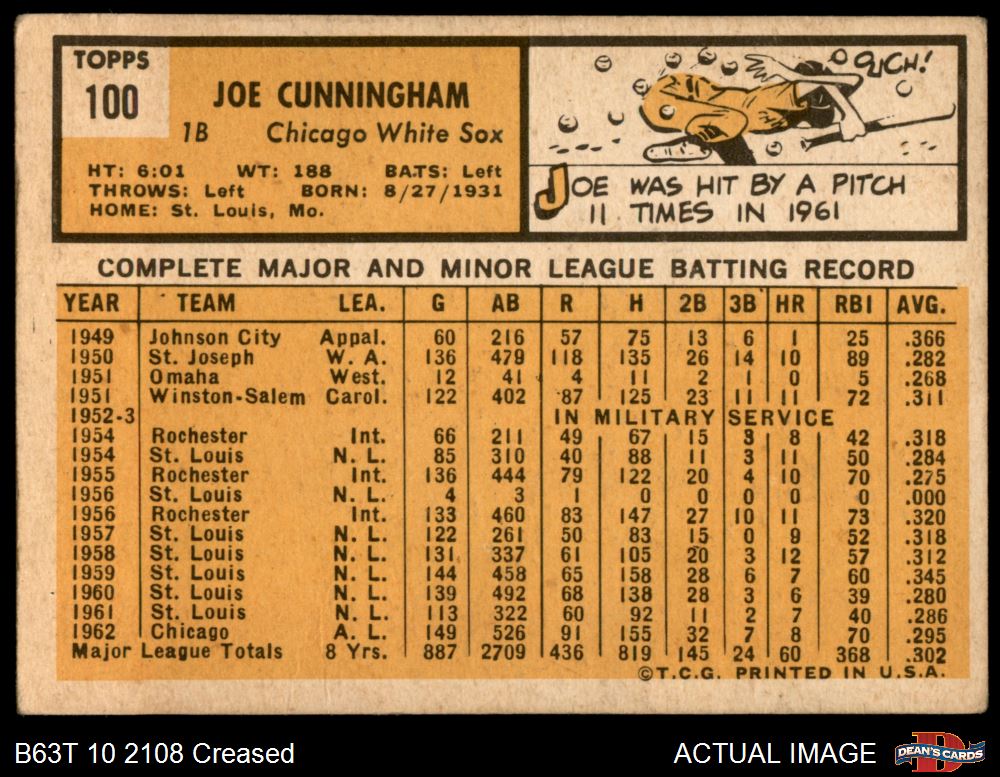 TOPPS
100
JOE CUNNINGHAM
1B Chicago White Sox
HT: 6:01 WT: 188 BATS: Left
THROWS: Left BORN: 8/27/1931
HOME: St. Louis, Mo.
OUCH!
JOE WAS HIT BY A PITCH
11 TIMES IN 1961
COMPLETE MAJOR AND MINOR LEAGUE BATTING RECORD
YEAR TEAM LEA. G AB R H 2B 3B HR RBI AVG.
1949 Johnson City Appal. 60 216 57 75 13 6 1 25 .366
1950 St. Joseph W. A. 136 479 118 135 26 14 10 89 .282
1951 Omaha West. 12 41 4 11 2 1 0 5 .268
1951 Winston-Salem Carol. 122 402 87 125 23 11 11 72 .311
1952-3 IN MILITARY SERVICE
1954 Rochester Int. 66 211 49 67 15 3 8 42 .318
1954 St. Louis N. L. 85 310 40 88 11 3 11 50 .284
1955 Rochester Int. 136 444 79 122 20 4 10 70 .275
1956 St. Louis N. L. 4 3 1 0 0 0 0 0 .000
1956 Rochester Int. 133 460 83 147 27 10 11 73 .320
1957 St. Louis N. L. 122 261 50 83 15 0 9 52 .318
1958 St. Louis N. L. 131 337 61 105 20 3 12 57 .312
1959 St. Louis N. L. 144 458 65 158 28 6 7 60 .345
1960 St. Louis N. L. 139 492 68 138 28 3 6 39 .280
1961 St. Louis N. L. 113 322 60 92 11 2 7 40 .286
1962 Chicago A. L. 149 526 91 155 32 7 8 70 .295
Major League Totals 8 Yrs. 887 2709 436 819 145 24 60 368 .302
©T.C.G. PRINTED IN U.S.A.
B63T 10 2108 Creased
ACTUAL IMAGE
D
DEAN'S CARDS